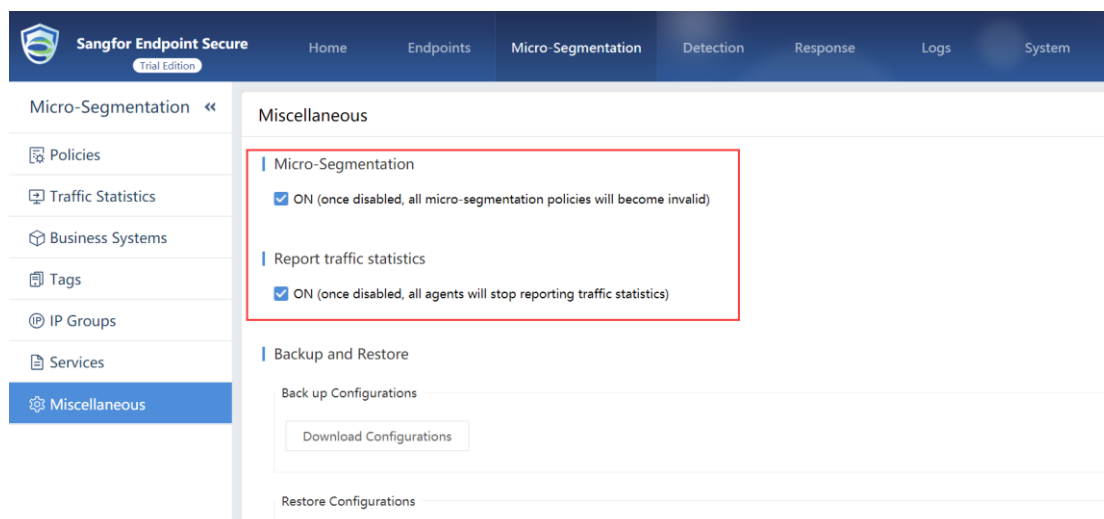 Sangfor Endpoint Secure
Trial Edition
Home Endpoints Micro-Segmentation Detection Response Logs System
Micro-Segmentation «
Policies
Traffic Statistics
Business Systems
Tags
IP IP Groups
Services
Miscellaneous
Miscellaneous
Micro-Segmentation
ON (once disabled, all micro-segmentation policies will become invalid)
Report traffic statistics
ON (once disabled, all agents will stop reporting traffic statistics)
Backup and Restore
Back up Configurations
Download Configurations
Restore Configurations